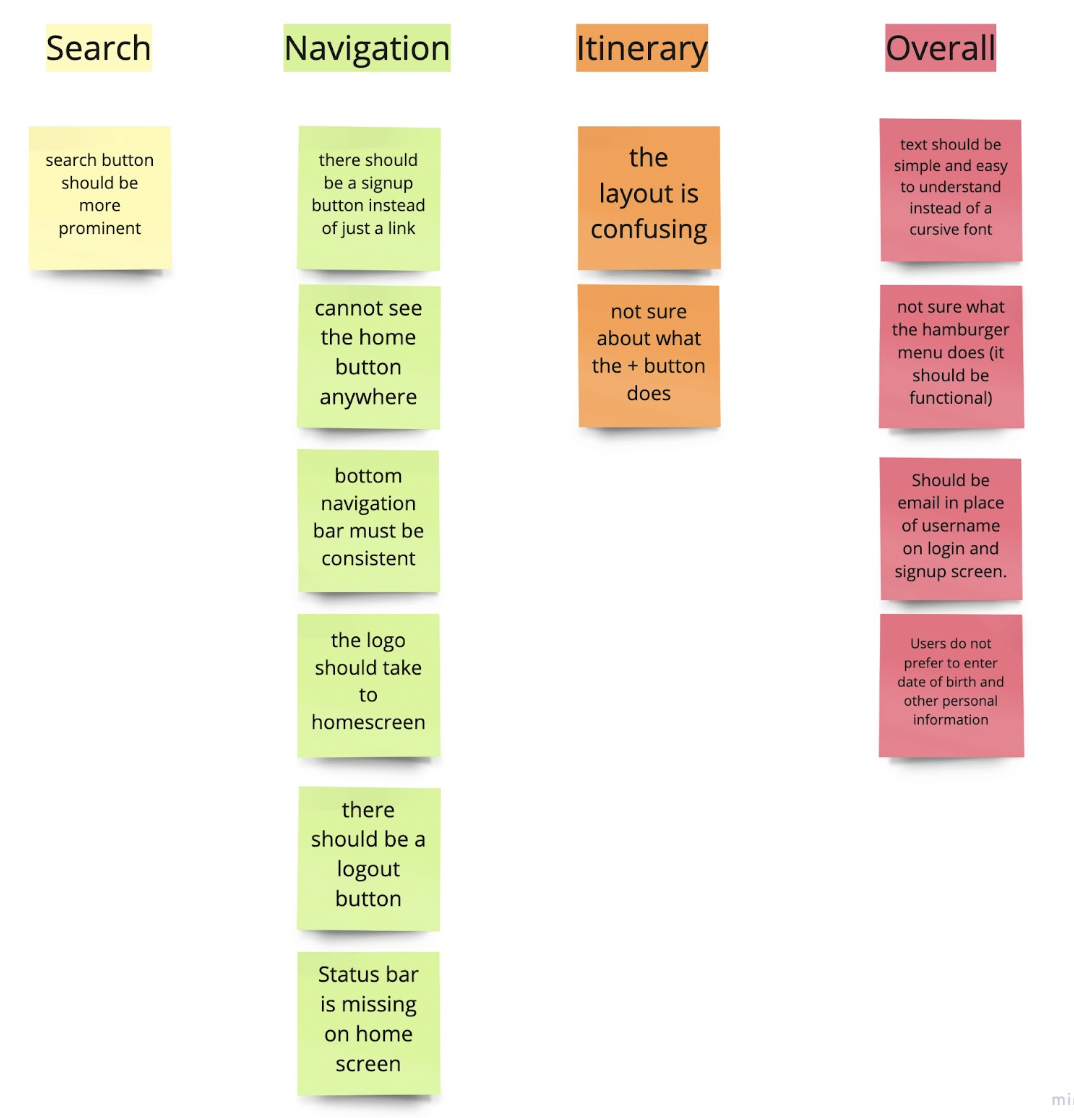 Search
Navigation
Itinerary
Overall
search button
should be
more
prominent
there should
be a signup
button instead
of just a link
cannot see
the home
button
anywhere
bottom
navigation
bar must be
consistent
the logo
should take
to
homescreen
there
should be a
logout
button
Status bar
is missing
on home
screen
the
layout is
confusing
not sure
about what
the + button
does
text should be
simple and easy
to understand
instead of a
cursive font
not sure what
the hamburger
menu does (it
should be
functional)
Should be
email in place
of username
on login and
signup screen.
Users do not
prefer to enter
date of birth and
other personal
information